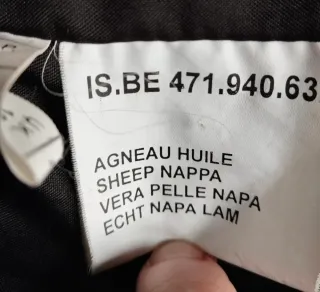 IS.BE 471.940.63
AGNEAU HUILE
SHEEP NAPPA
VERA PELLE NAPA
ECHT NAPA LAM